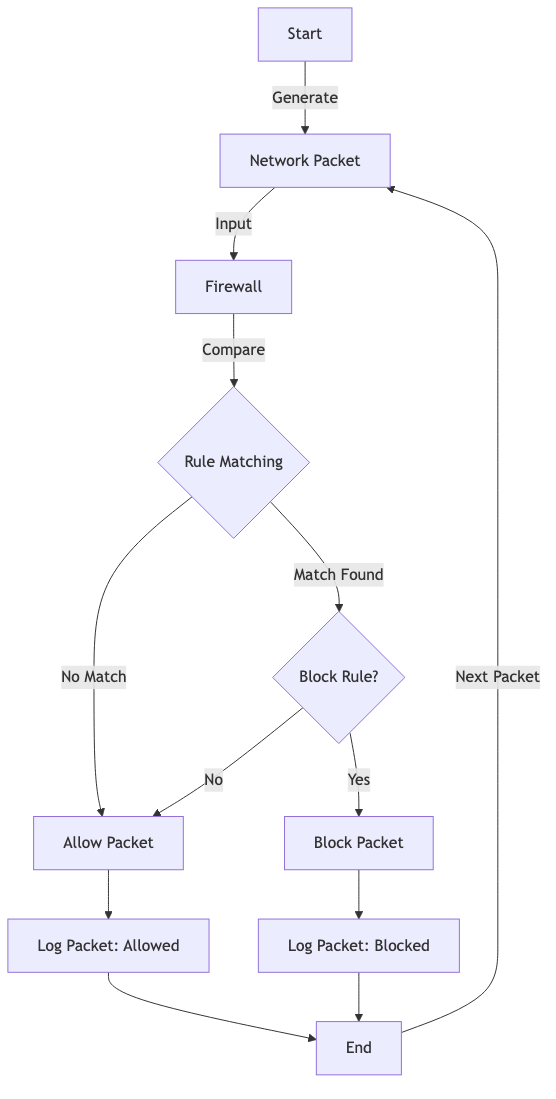 Start
Generate
Network Packet
Input
Firewall
Compare
Rule Matching
Match Found
No Match
Block Rule?
Next Packet
No
Yes
Allow Packet
Block Packet
Log Packet: Allowed
Log Packet: Blocked
End